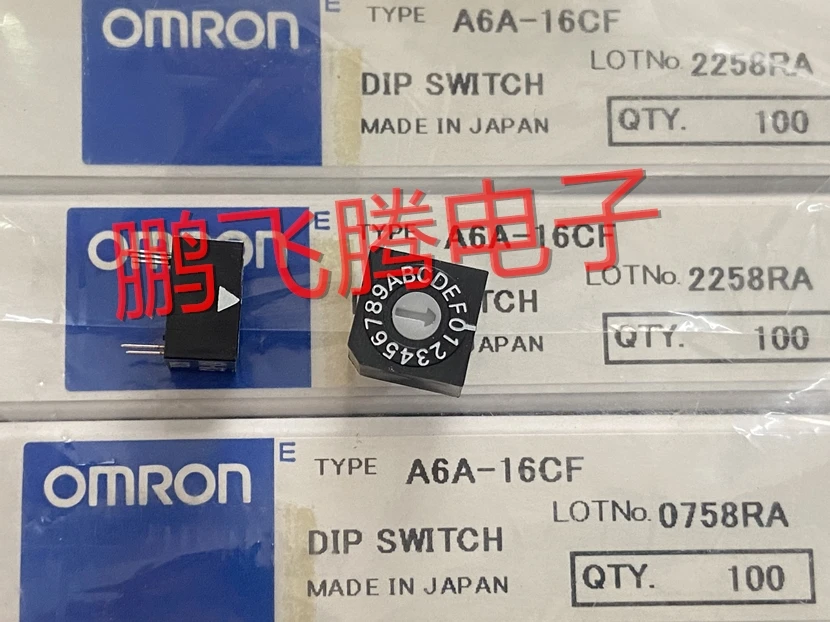 OMRON
E
TYPE A6A-16CF
LOTNo. 2258RA
DIP SWITCH
MADE IN JAPAN
QTY. 100
鹏飞腾电子
OMRON
E
TYPE A6A-16CF
LOTNo. 2258RA
TCH
JAPAN
QTY. 100
0123456789ABCDEF
OMRON
E
TYPE A6A-16CF
LOTNo. 0758RA
DIP SWITCH
MADE IN JAPAN
QTY. 100